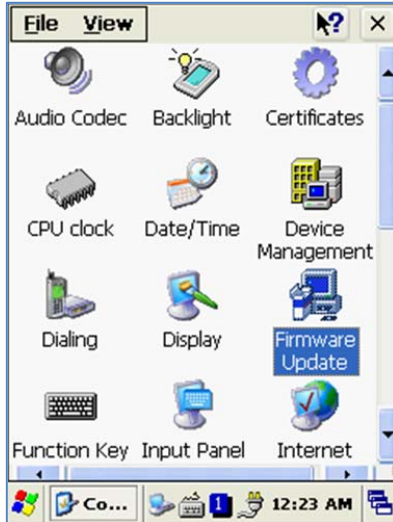 File View
Audio Codec Backlight Certificates
CPU clock Date/Time Device
Management
Dialing Display Firmware
Update
Function Key Input Panel Internet
Co... 1 12:23 AM